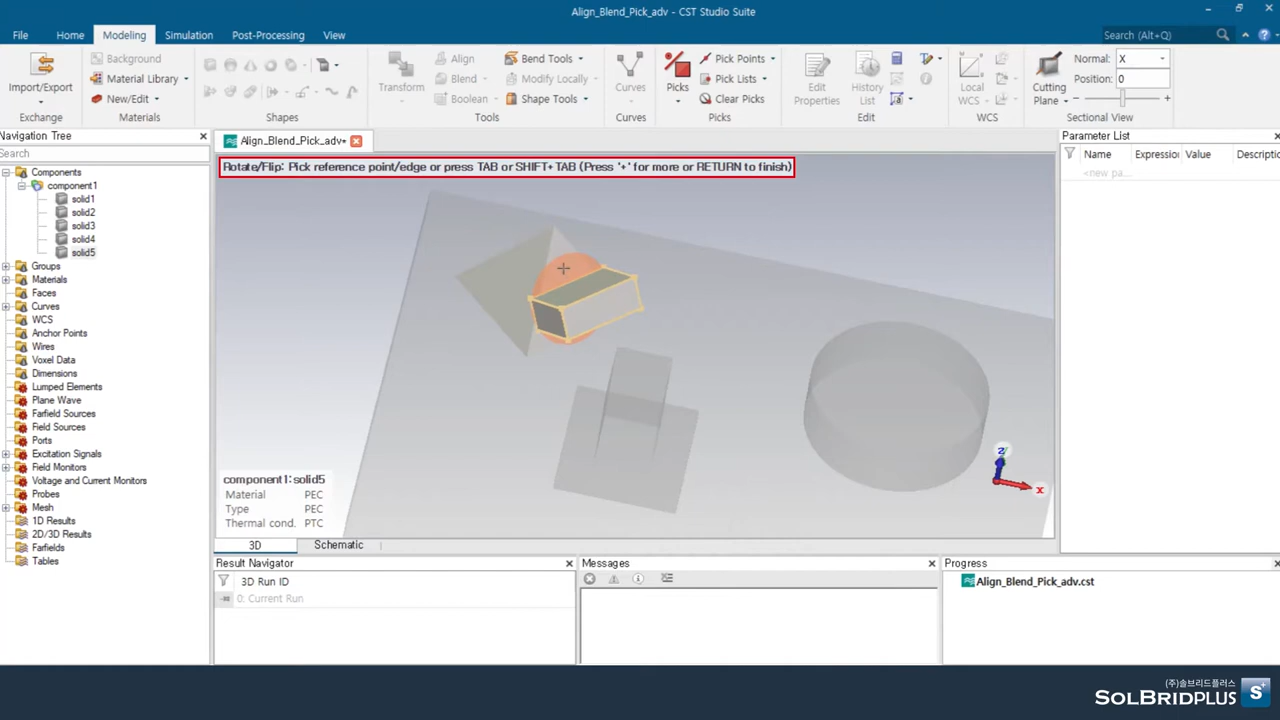 Align_Blend_Pick_adv - CST Studio Suite
File Home Modeling Simulation Post-Processing View Search (Alt+Q)
Import/Export
Exchange
Background
Material Library
New/Edit
Materials
Shapes
Transform
Align
Blend
Boolean
Bend Tools
Modify Locally
Shape Tools
Tools
Curves
Curves
Picks
Pick Points
Pick Lists
Clear Picks
Picks
Edit
Properties
History
List
Edit
Local
WCS
WCS
Cutting
Plane
Normal: X
Position: 0
Sectional View
Navigation Tree
Search
Components
component1
solid1
solid2
solid3
solid4
solid5
Groups
Materials
Faces
Curves
WCS
Anchor Points
Wires
Voxel Data
Dimensions
Lumped Elements
Plane Wave
Farfield Sources
Field Sources
Ports
Excitation Signals
Field Monitors
Voltage and Current Monitors
Probes
Mesh
1D Results
2D/3D Results
Farfields
Tables
Align_Blend_Pick_adv*
Rotate/Flip: Pick reference point/edge or press TAB or SHIFT+TAB (Press '+' for more or RETURN to finish)
component1:solid5
Material PEC
Type PEC
Thermal cond. PTC
z
x
3D Schematic
Parameter List
Name Expressio Value Descripti
<new pa...
Result Navigator
3D Run ID
0: Current Run
Messages
Progress
Align_Blend_Pick_adv.cst
(주)솔브리드플러스
SOLBRIDPLUS
S+